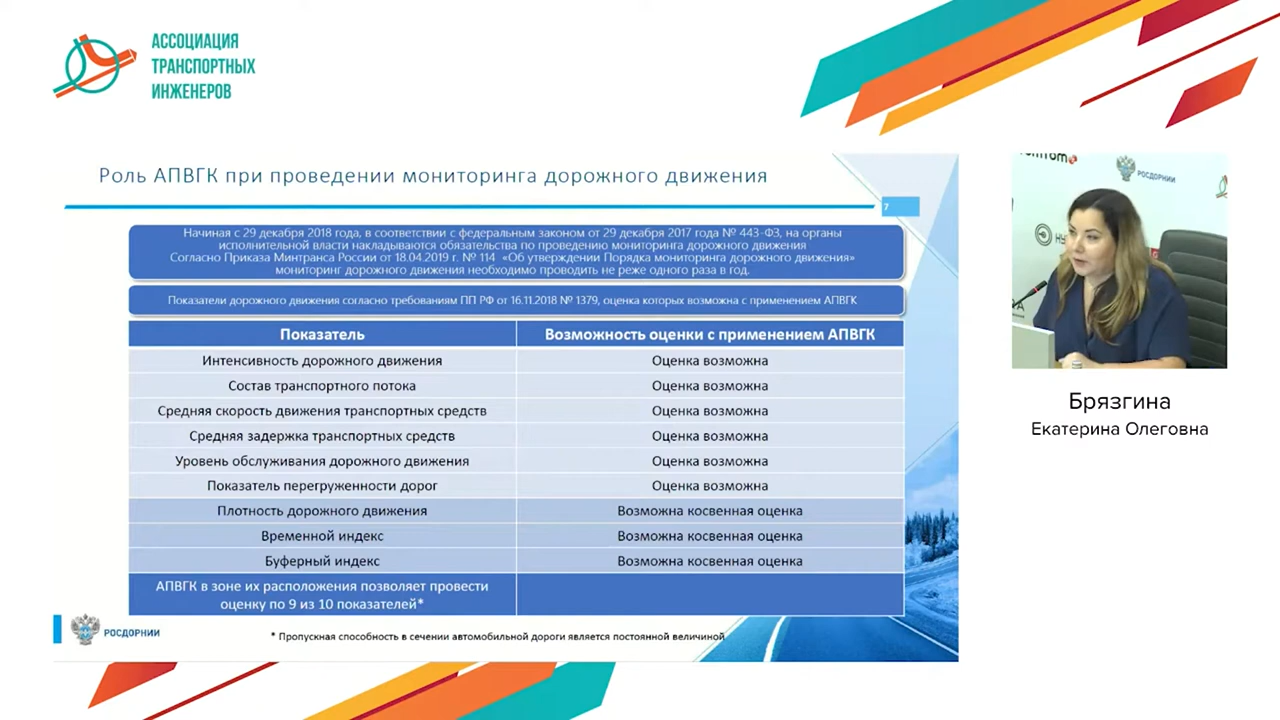 АССОЦИАЦИЯ
ТРАНСПОРТНЫХ
ИНЖЕНЕРОВ
Роль АПВГК при проведении мониторинга дорожного движения
7
Начиная с 29 декабря 2018 года, в соответствии с федеральным законом от 29 декабря 2017 года № 443-ФЗ, на органы
исполнительной власти накладываются обязательства по проведению мониторинга дорожного движения
Согласно Приказа Минтранса России от 18.04.2019 г. № 114 «Об утверждении Порядка мониторинга дорожного движения»
мониторинг дорожного движения необходимо проводить не реже одного раза в год.
Показатели дорожного движения согласно требованиям ПП РФ от 16.11.2018 № 1379, оценка которых возможна с применением АПВГК
Показатель Возможность оценки с применением АПВГК
Интенсивность дорожного движения Оценка возможна
Состав транспортного потока Оценка возможна
Средняя скорость движения транспортных средств Оценка возможна
Средняя задержка транспортных средств Оценка возможна
Уровень обслуживания дорожного движения Оценка возможна
Показатель перегруженности дорог Оценка возможна
Плотность дорожного движения Возможна косвенная оценка
Временной индекс Возможна косвенная оценка
Буферный индекс Возможна косвенная оценка
АПВГК в зоне их расположения позволяет провести
оценку по 9 из 10 показателей*
РОСДОРНИИ
* Пропускная способность в сечении автомобильной дороги является постоянной величиной.
РОСДОРНИИ
Брязгина
Екатерина Олеговна